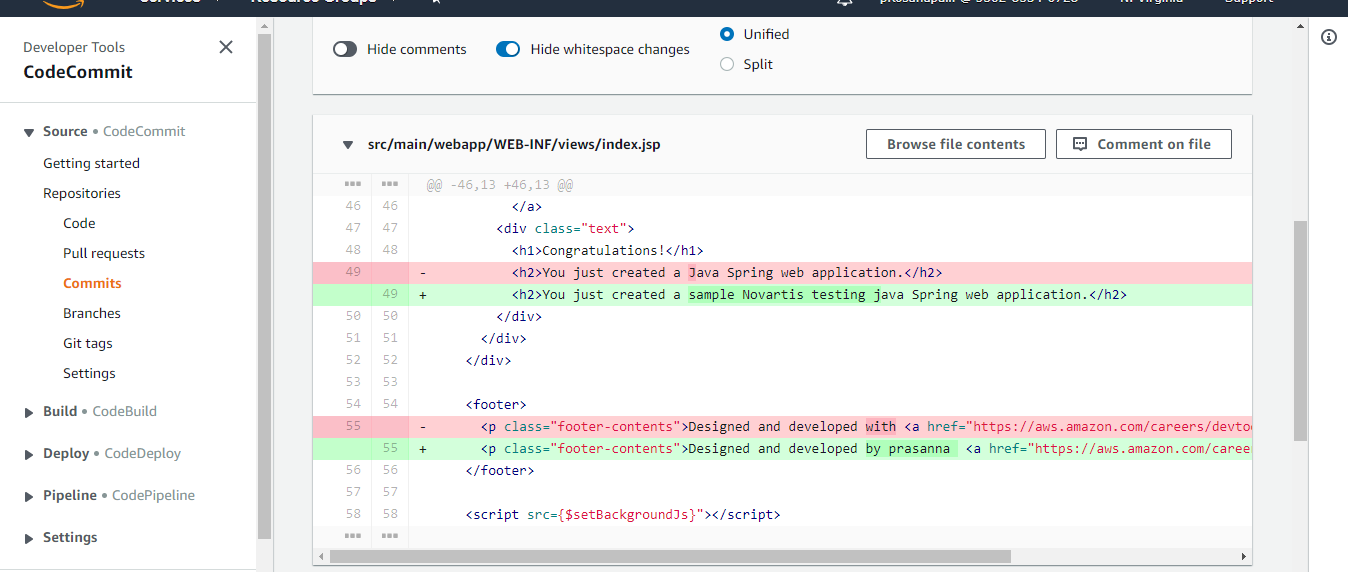 Services
Resource Groups
N. Virginia
Support
Developer Tools
CodeCommit
Source • CodeCommit
Getting started
Repositories
Code
Pull requests
Commits
Branches
Git tags
Settings
Build • CodeBuild
Deploy • CodeDeploy
Pipeline • CodePipeline
Settings
Hide comments
Hide whitespace changes
Unified
Split
src/main/webapp/WEB-INF/views/index.jsp
Browse file contents
Comment on file
@@ -46,13 +46,13 @@
46 46 </a>
47 47 <div class="text">
48 48 <h1>Congratulations!</h1>
49 - <h2>You just created a Java Spring web application.</h2>
49 + <h2>You just created a sample Novartis testing java Spring web application.</h2>
50 50 </div>
51 51 </div>
52 52 </div>
53 53
54 54 <footer>
55 - <p class="footer-contents">Designed and developed with <a href="https://aws.amazon.com/careers/devtoo
55 + <p class="footer-contents">Designed and developed by prasanna  <a href="https://aws.amazon.com/caree
56 56 </footer>
57 57
58 58 <script src={$setBackgroundJs}"></script>